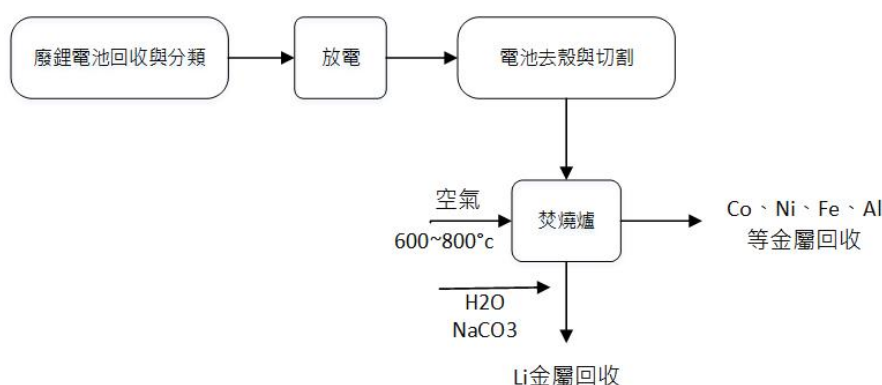 廢鋰電池回收與分類
放電
電池去殼與切割
空氣
600~800°c
焚燒爐
Co、Ni、Fe、Al
等金屬回收
H2O
NaCO3
Li金屬回收